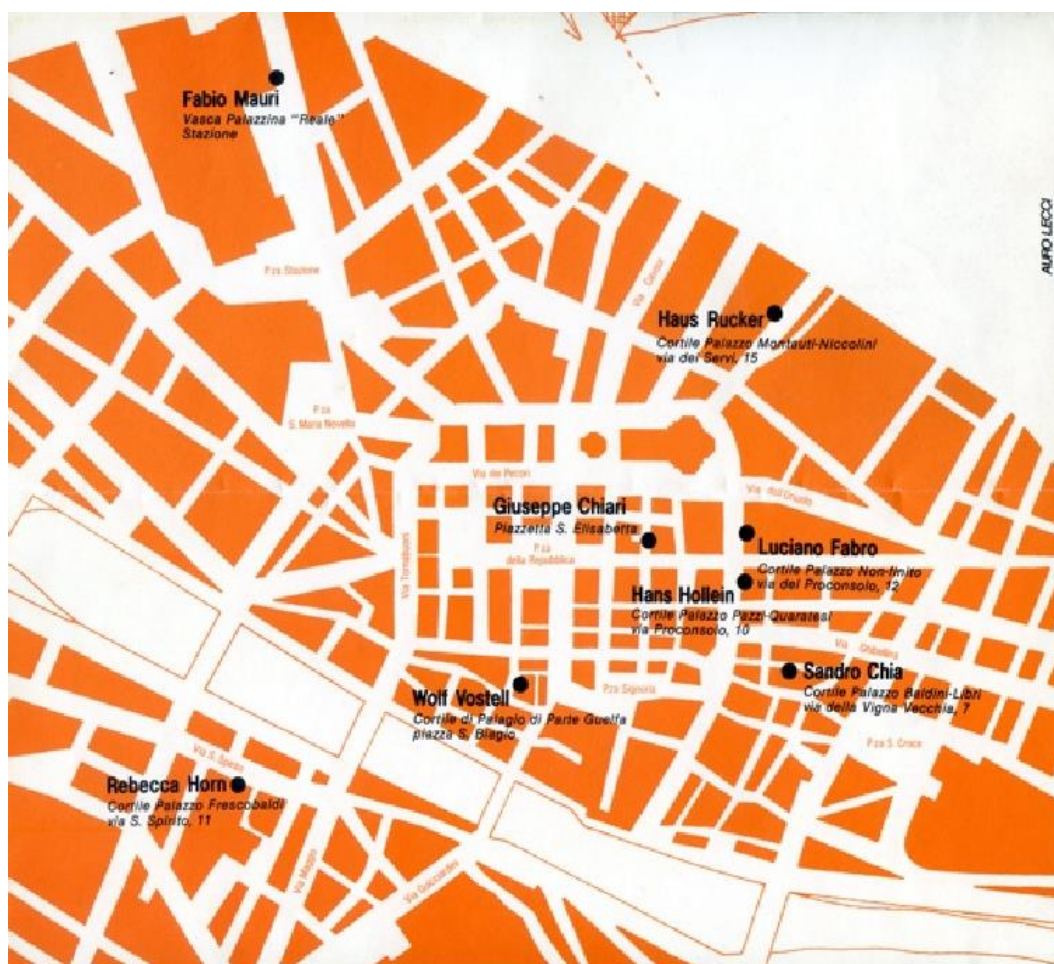 Fabio Mauri
Vasca Palazzina "Reale"
Stazione
AURO LECCI
P.za Stazione
Via Cavour
Haus Rucker
Cortile Palazzo Montauti-Niccolini
via dei Servi, 15
P.za
S. Maria Novella
Via de Pecori
Via dell'Oriuolo
Giuseppe Chiari
Piazzetta S. Elisabetta
P.za
della Repubblica
Via Tornabuoni
Luciano Fabro
Cortile Palazzo Non-finito
via del Proconsolo, 12
Hans Hollein
Cortile Palazzo Pazzi-Quaratesi
via Proconsolo, 10
Via Ghibellina
Sandro Chia
Cortile Palazzo Baldini-Libri
via della Vigna Vecchia, 7
Wolf Vostell
Cortile di Palagio di Parte Guelfa
piazza S. Biagio
P.za Signoria
P.za S. Croce
Via S. Spirito
Rebecca Horn
Cortile Palazzo Frescobaldi
via S. Spirito, 11
Via Maggio
Via Guicciardini